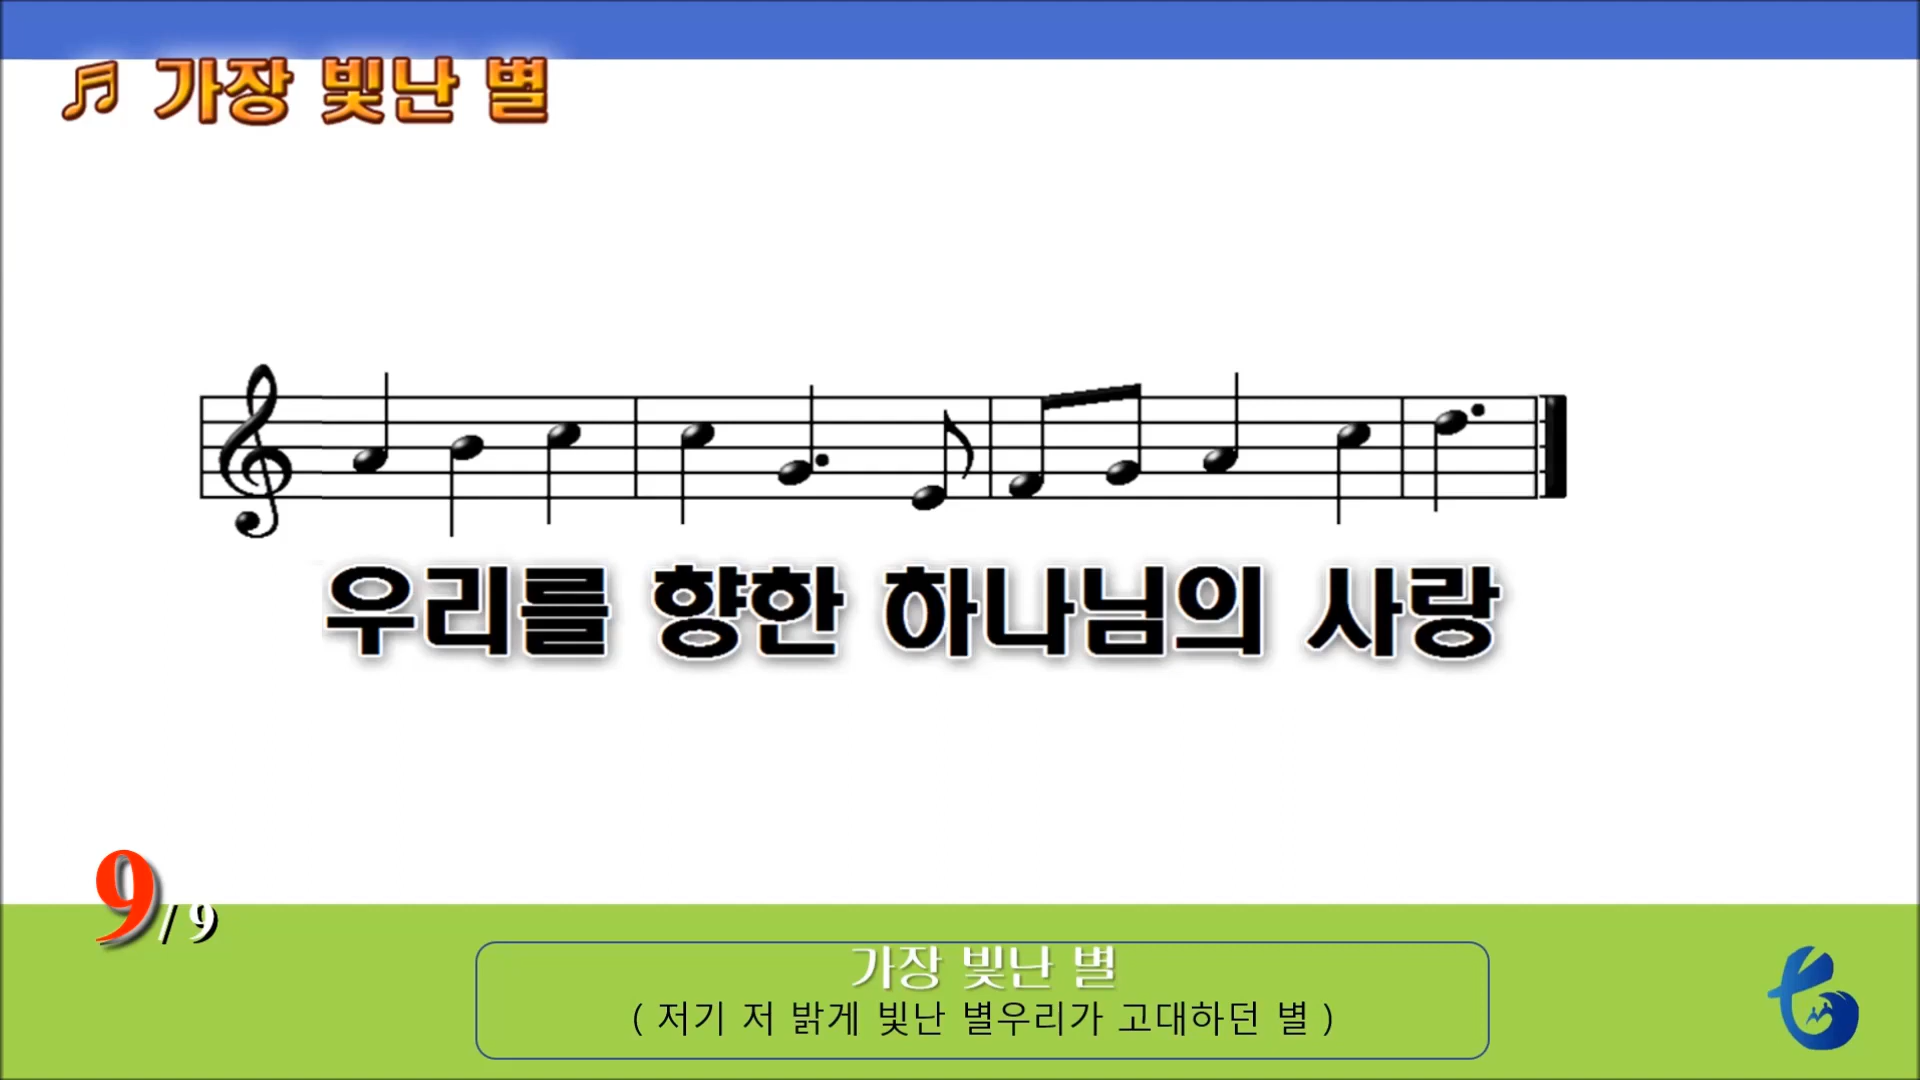 ♬ 가장 빛난 별
우리를 향한 하나님의 사랑
9/9
가장 빛난 별
( 저기 저 밝게 빛난 별우리가 고대하던 별 )